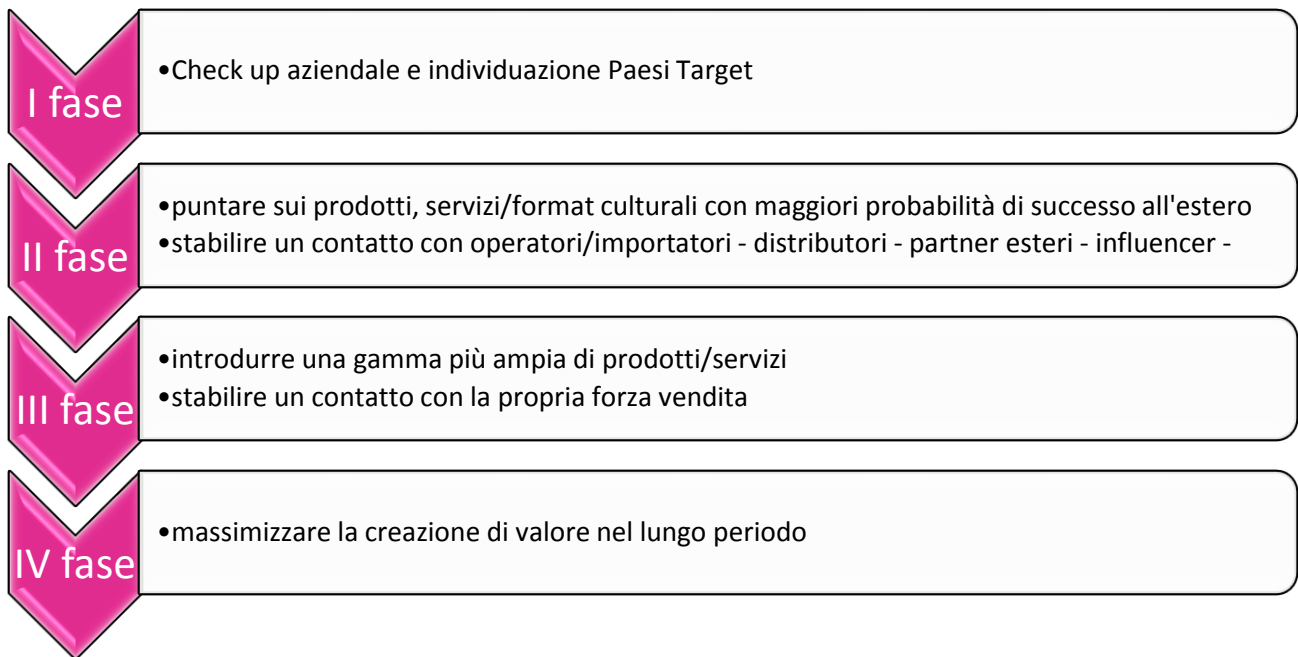 I fase
•Check up aziendale e individuazione Paesi Target
II fase
•puntare sui prodotti, servizi/format culturali con maggiori probabilità di successo all'estero
•stabilire un contatto con operatori/importatori - distributori - partner esteri - influencer -
III fase
•introdurre una gamma più ampia di prodotti/servizi
•stabilire un contatto con la propria forza vendita
IV fase
•massimizzare la creazione di valore nel lungo periodo